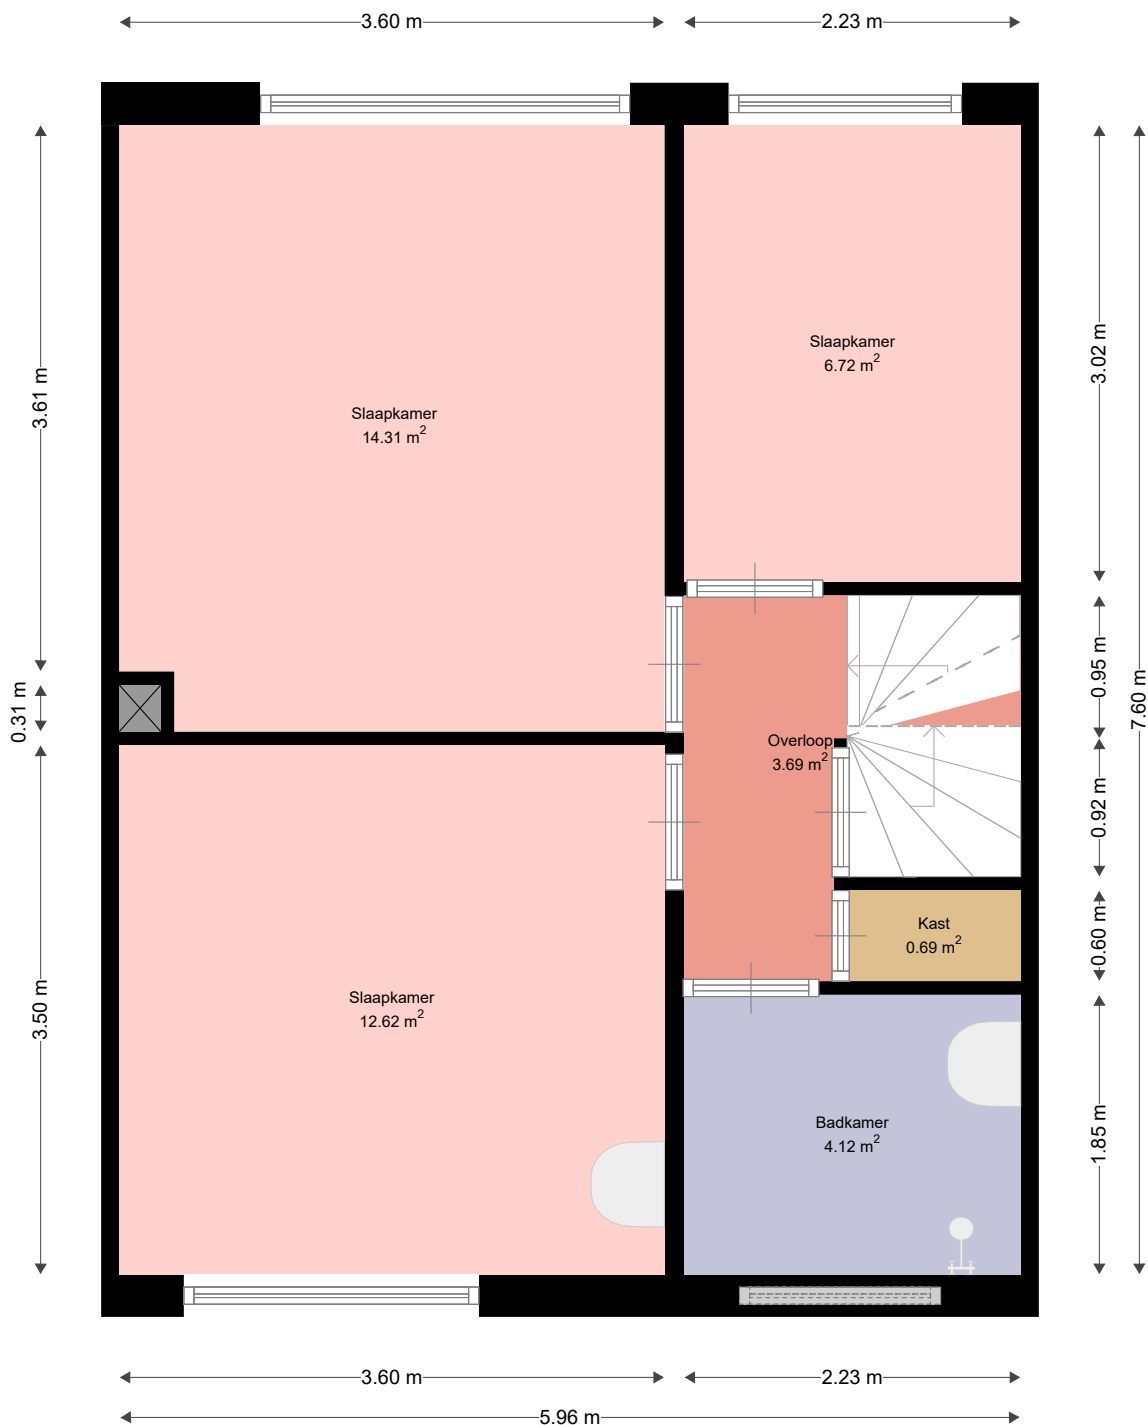 3.60 m
2.23 m
3.61 m
0.31 m
3.50 m
3.02 m
0.95 m
0.92 m
0.60 m
1.85 m
7.60 m
Slaapkamer
6.72 m²
Slaapkamer
14.31 m²
Overloop
3.69 m²
Kast
0.69 m²
Slaapkamer
12.62 m²
Badkamer
4.12 m²
3.60 m
2.23 m
5.96 m